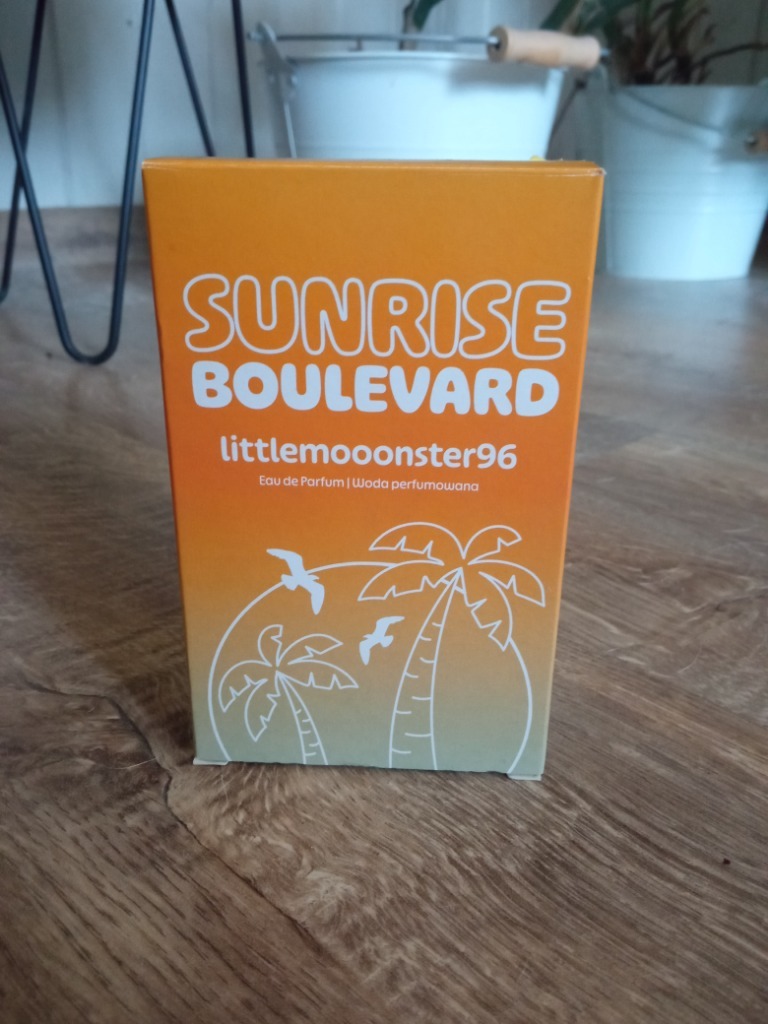 SUNRISE
BOULEVARD
littlemooonster96
Eau de Parfum | Woda perfumowana